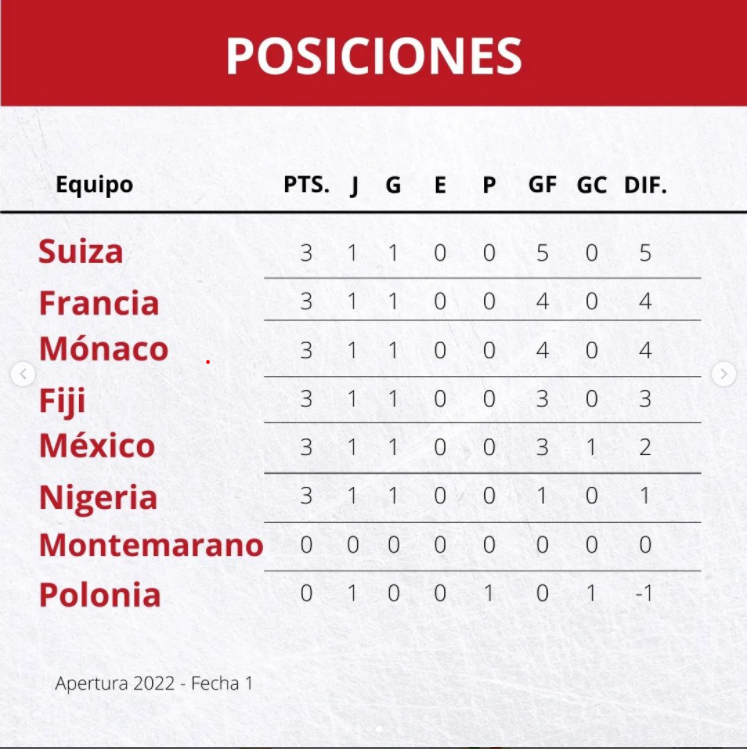 POSICIONES
Equipo PTS. J G E P GF GC DIF.
Suiza 3 1 1 0 0 5 0 5
Francia 3 1 1 0 0 4 0 4
Mónaco 3 1 1 0 0 4 0 4
Fiji 3 1 1 0 0 3 0 3
México 3 1 1 0 0 3 1 2
Nigeria 3 1 1 0 0 1 0 1
Montemarano 0 0 0 0 0 0 0 0
Polonia 0 1 0 0 1 0 1 -1
Apertura 2022 - Fecha 1